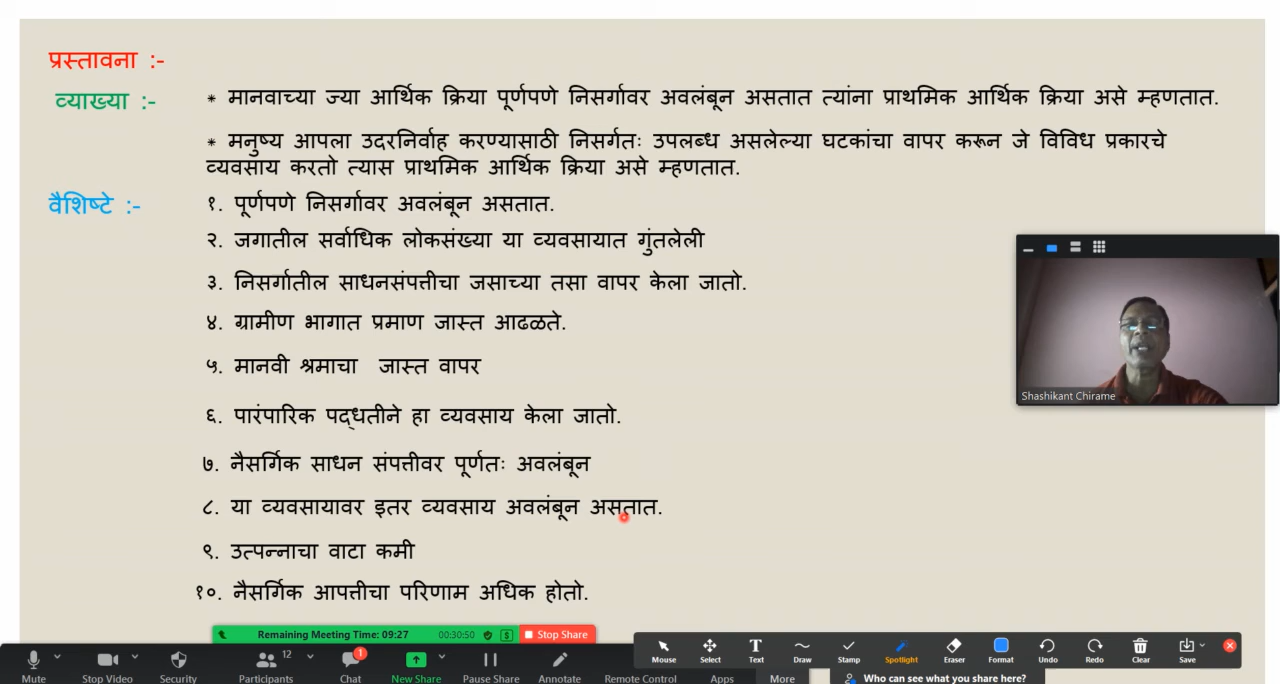 प्रस्तावना :-
व्याख्या :- * मानवाच्या ज्या आर्थिक क्रिया पूर्णपणे निसर्गावर अवलंबून असतात त्यांना प्राथमिक आर्थिक क्रिया असे म्हणतात.
* मनुष्य आपला उदरनिर्वाह करण्यासाठी निसर्गतः उपलब्ध असलेल्या घटकांचा वापर करून जे विविध प्रकारचे
व्यवसाय करतो त्यास प्राथमिक आर्थिक क्रिया असे म्हणतात.
वैशिष्टे :- १. पूर्णपणे निसर्गावर अवलंबून असतात.
२. जगातील सर्वाधिक लोकसंख्या या व्यवसायात गुंतलेली
३. निसर्गातील साधनसंपत्तीचा जसाच्या तसा वापर केला जातो.
४. ग्रामीण भागात प्रमाण जास्त आढळते.
५. मानवी श्रमाचा जास्त वापर
६. पारंपारिक पद्धतीने हा व्यवसाय केला जातो.
७. नैसर्गिक साधन संपत्तीवर पूर्णतः अवलंबून
८. या व्यवसायावर इतर व्यवसाय अवलंबून असतात.
९. उत्पन्नाचा वाटा कमी
१०. नैसर्गिक आपत्तीचा परिणाम अधिक होतो.
Shashikant Chirame
Remaining Meeting Time: 09:27 00:30:50 $ Stop Share
Mouse Select Text Draw Stamp Spotlight Eraser Format Undo Redo Clear Save
12 1
Mute Stop Video Security Participants Chat New Share Pause Share Annotate Remote Control Apps More
Who can see what you share here?